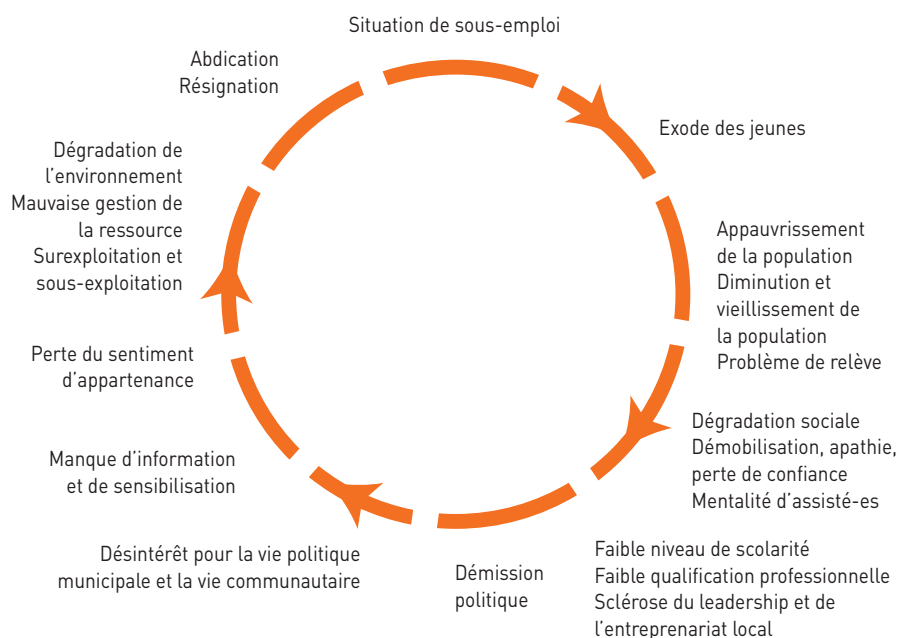 Situation de sous-emploi
Exode des jeunes
Appauvrissement
de la population
Diminution et
vieillissement de
la population
Problème de relève
Dégradation sociale
Démobilisation, apathie,
perte de confiance
Mentalité d’assisté-es
Faible niveau de scolarité
Faible qualification professionnelle
Sclérose du leadership et de
l’entreprenariat local
Démission
politique
Désintérêt pour la vie politique
municipale et la vie communautaire
Manque d’information
et de sensibilisation
Perte du sentiment
d’appartenance
Dégradation de
l’environnement
Mauvaise gestion de
la ressource
Surexploitation et
sous-exploitation
Abdication
Résignation